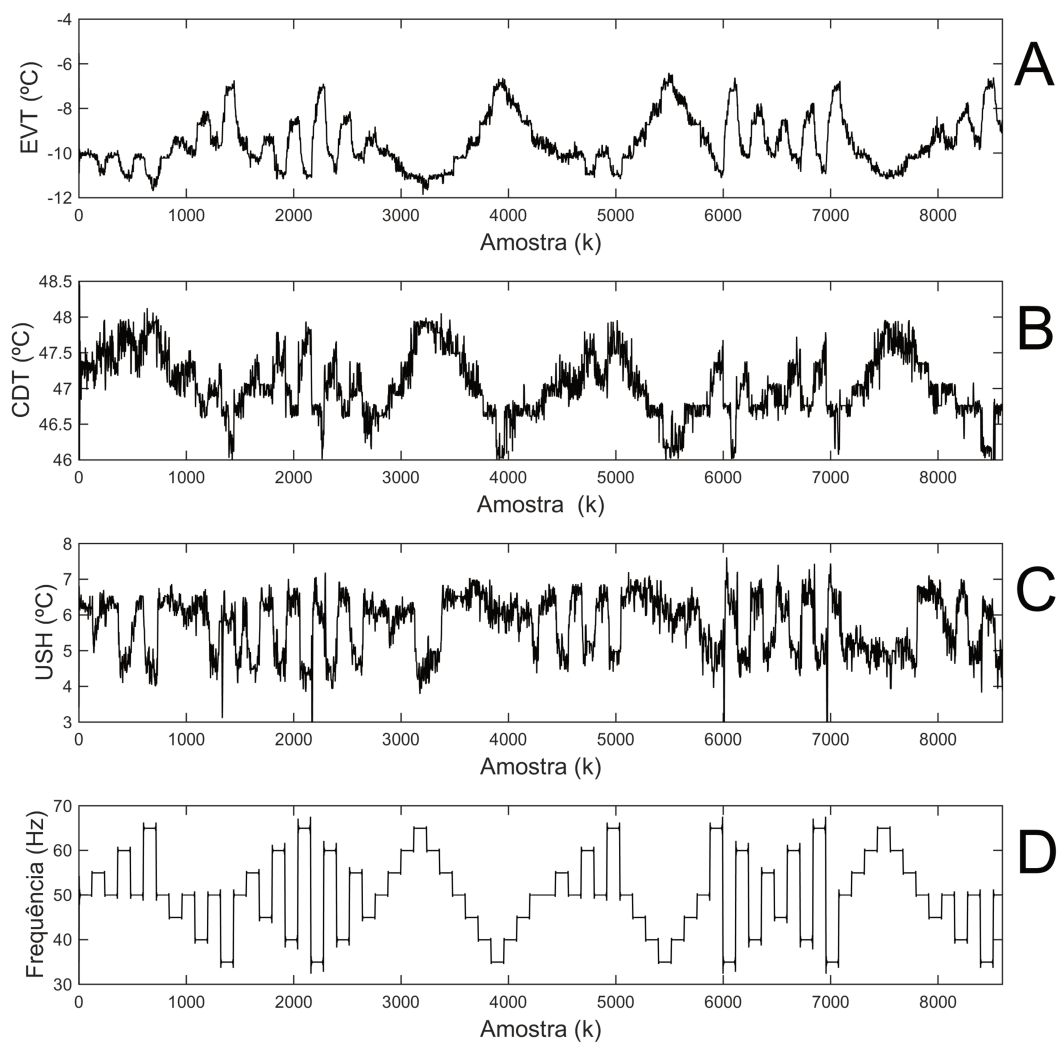 -4
-6
-8
-10
-12
EVT (ºC)
A
0 1000 2000 3000 4000 5000 6000 7000 8000
Amostra (k)
48.5
48
47.5
47
46.5
46
CDT (ºC)
B
0 1000 2000 3000 4000 5000 6000 7000 8000
Amostra (k)
8
7
6
5
4
3
USH (ºC)
C
0 1000 2000 3000 4000 5000 6000 7000 8000
Amostra (k)
70
60
50
40
30
Frequência (Hz)
D
0 1000 2000 3000 4000 5000 6000 7000 8000
Amostra (k)